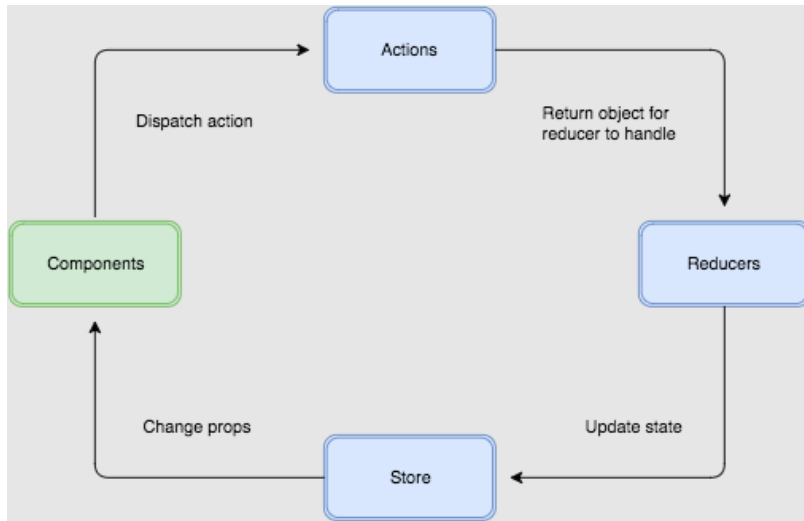 Actions
Dispatch action
Return object for
reducer to handle
Components
Reducers
Change props
Update state
Store